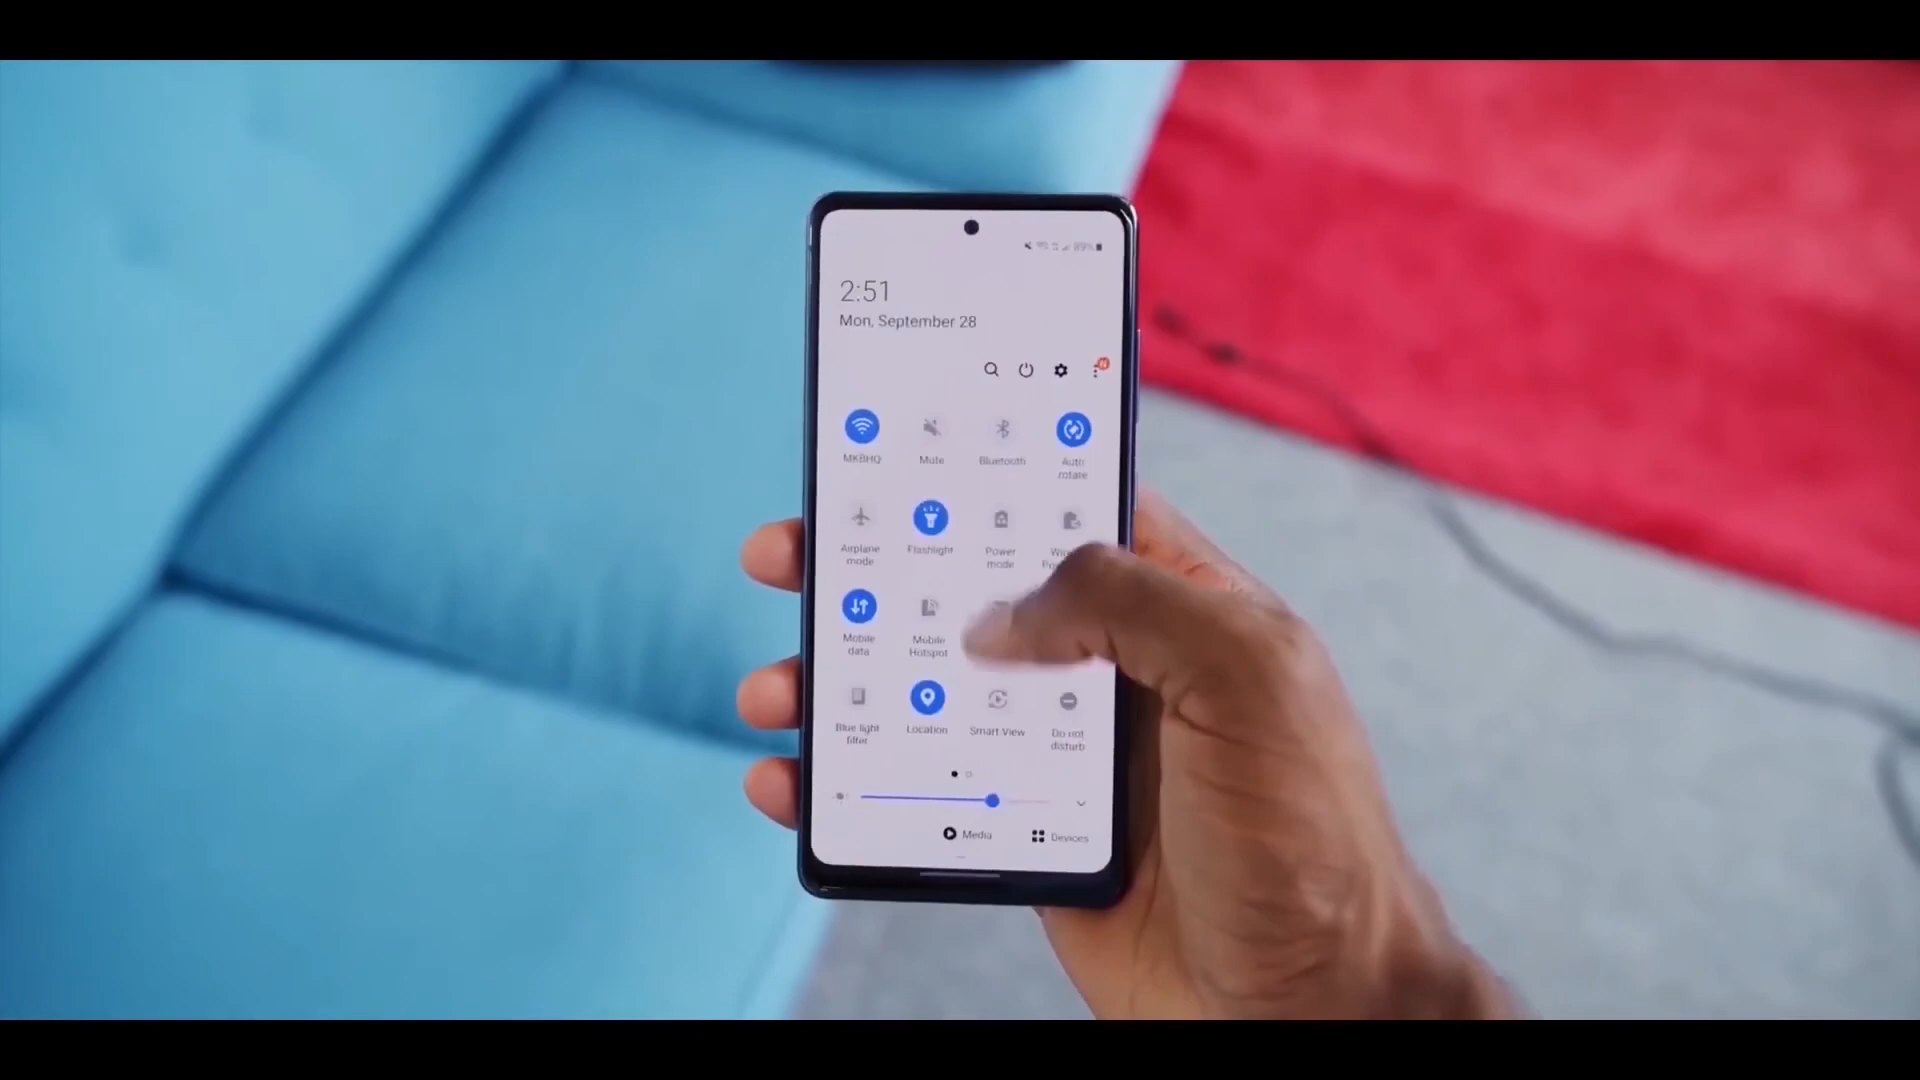 89%
2:51
Mon, September 28
N
MKBHQ
Mute
Bluetooth
Auto
rotate
Airplane
mode
Flashlight
Power
mode
Mobile
data
Mobile
Hotspot
Blue light
filter
Location
Smart View
Do not
disturb
Media
Devices